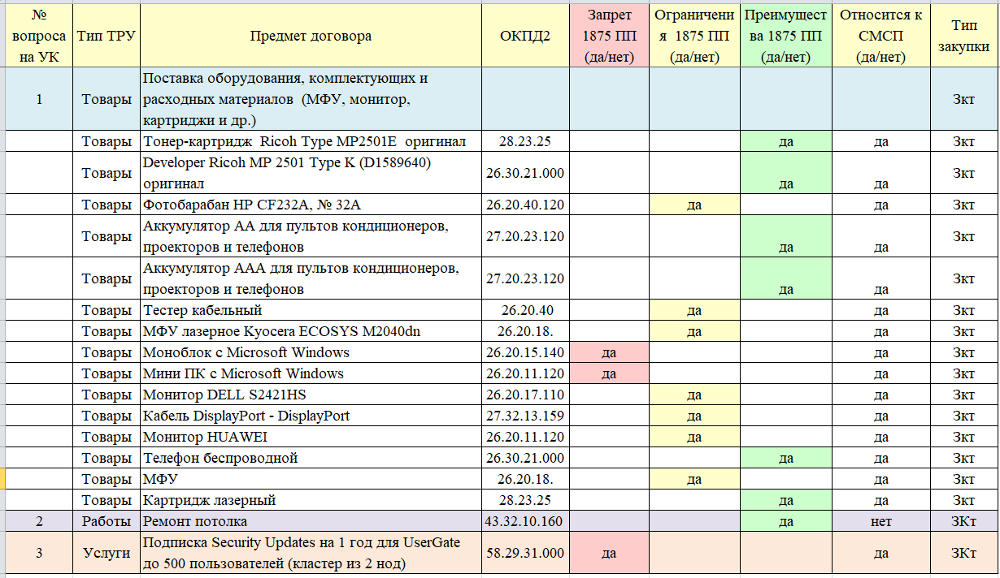 № вопроса на УК	Тип ТРУ	Предмет договора	ОКПД2	Запрет 1875 ПП (да/нет)	Ограничени я 1875 ПП (да/нет)	Преимущест ва 1875 ПП (да/нет)	Относится к СМСП (да/нет)	Тип закупки
1	Товары	Поставка оборудования, комплектующих и расходных материалов (МФУ, монитор, картриджи и др.)	Зкт
Товары	Тонер-картридж Ricoh Type MP2501E оригинал	28.23.25	да	да	Зкт
Товары	Developer Ricoh MP 2501 Type K (D1589640) оригинал	26.30.21.000	да	да	Зкт
Товары	Фотобарабан HP CF232A, № 32A	26.20.40.120	да	да	Зкт
Товары	Аккумулятор АА для пультов кондиционеров, проекторов и телефонов	27.20.23.120	да	да	Зкт
Товары	Аккумулятор ААА для пультов кондиционеров, проекторов и телефонов	27.20.23.120	да	да	Зкт
Товары	Тестер кабельный	26.20.40	да	да	Зкт
Товары	МФУ лазерное Kyocera ECOSYS M2040dn	26.20.18.	да	да	Зкт
Товары	Моноблок с Microsoft Windows	26.20.15.140	да	да	Зкт
Товары	Мини ПК с Microsoft Windows	26.20.11.120	да	да	Зкт
Товары	Монитор DELL S2421HS	26.20.17.110	да	да	Зкт
Товары	Кабель DisplayPort - DisplayPort	27.32.13.159	да	да	Зкт
Товары	Монитор HUAWEI	26.20.11.120	да	да	Зкт
Товары	Телефон беспроводной	26.30.21.000	да	да	Зкт
Товары	МФУ	26.20.18.	да	да	Зкт
Товары	Картридж лазерный	28.23.25	да	да	Зкт
2	Работы	Ремонт потолка	43.32.10.160	да	нет	ЗКт
3	Услуги	Подписка Security Updates на 1 год для UserGate до 500 пользователей (кластер из 2 нод)	58.29.31.000	да	да	ЗКт